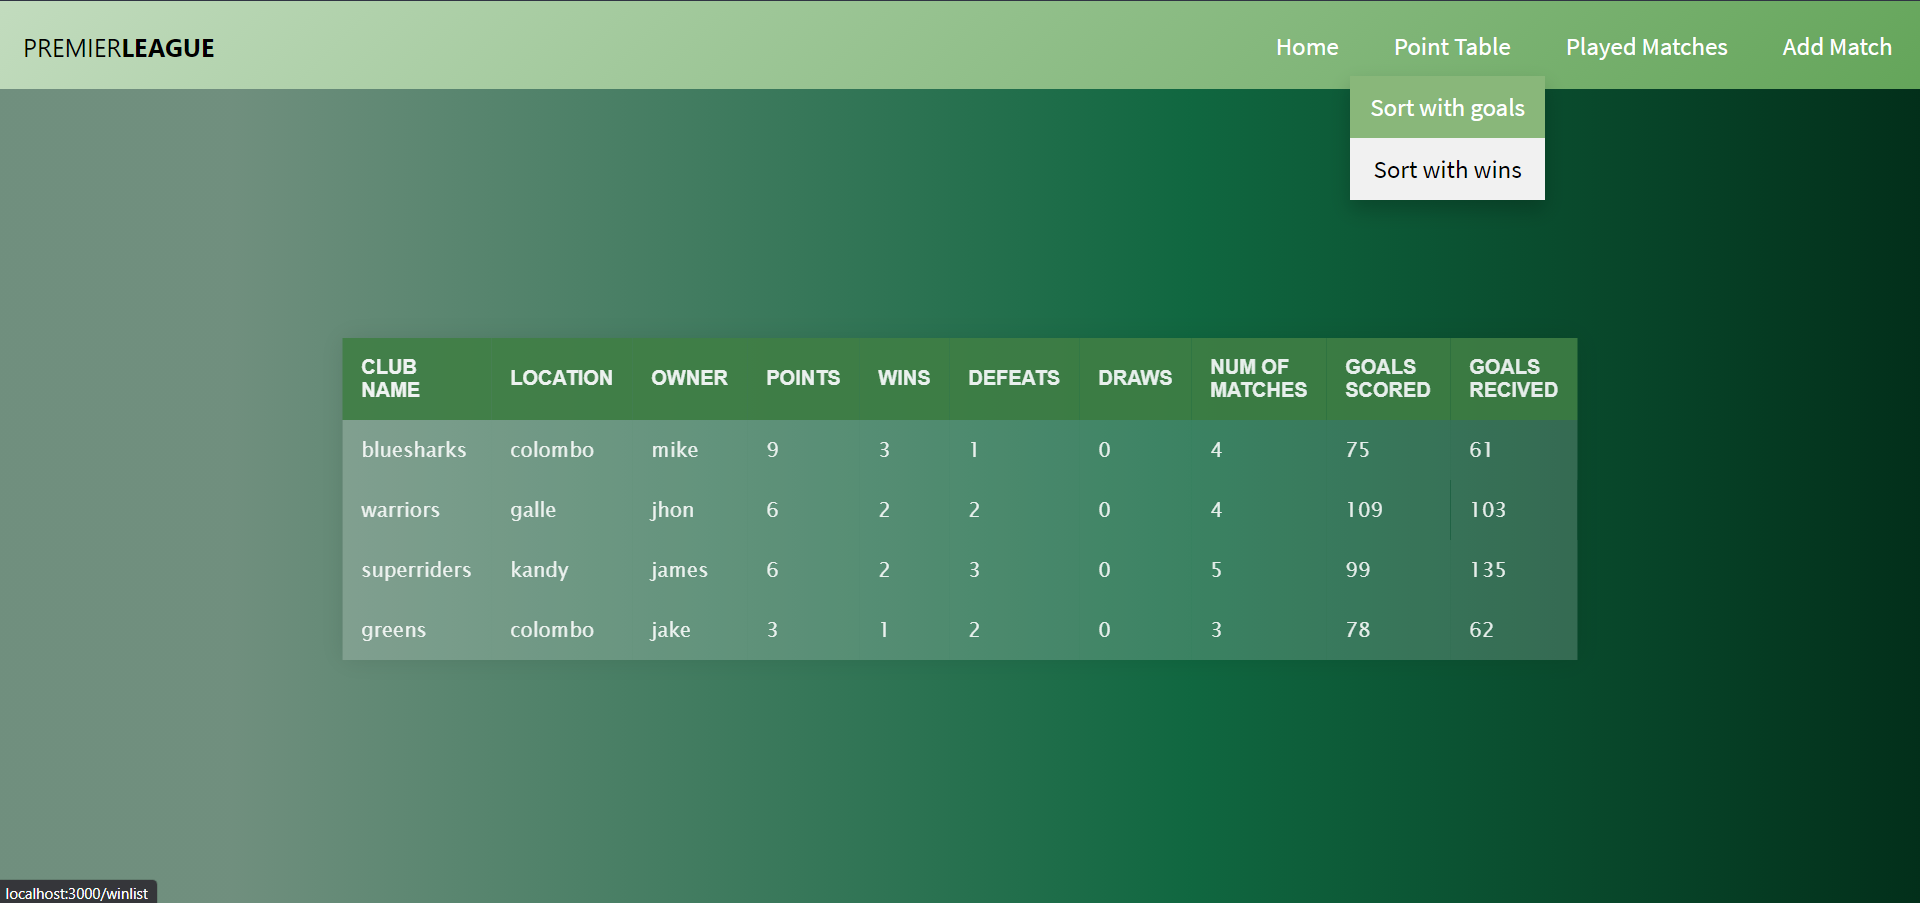 PREMIERLEAGUE
Home Point Table Played Matches Add Match
Sort with goals
Sort with wins
CLUB NAME LOCATION OWNER POINTS WINS DEFEATS DRAWS NUM OF MATCHES GOALS SCORED GOALS RECIVED
bluesharks colombo mike 9 3 1 0 4 75 61
warriors galle jhon 6 2 2 0 4 109 103
superriders kandy james 6 2 3 0 5 99 135
greens colombo jake 3 1 2 0 3 78 62
localhost:3000/winlist